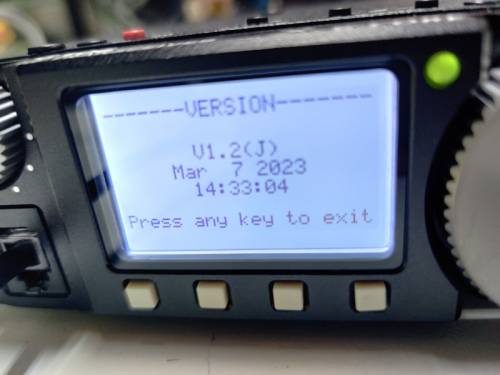 -------VERSION-------
V1.2(J)
Mar  7 2023
14:33:04
Press any key to exit